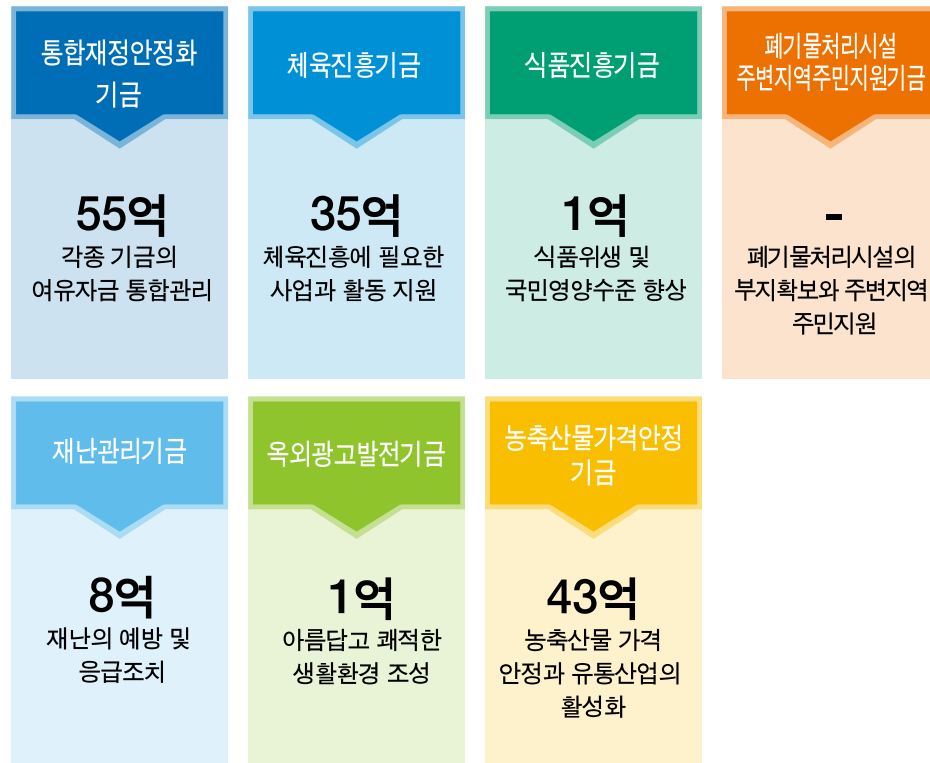 통합재정안정화
기금
55억
각종 기금의
여유자금 통합관리
체육진흥기금
35억
체육진흥에 필요한
사업과 활동 지원
식품진흥기금
1억
식품위생 및
국민영양수준 향상
폐기물처리시설
주변지역주민지원기금
-
폐기물처리시설의
부지확보와 주변지역
주민지원
재난관리기금
8억
재난의 예방 및
응급조치
옥외광고발전기금
1억
아름답고 쾌적한
생활환경 조성
농축산물가격안정
기금
43억
농축산물 가격
안정과 유통산업의
활성화